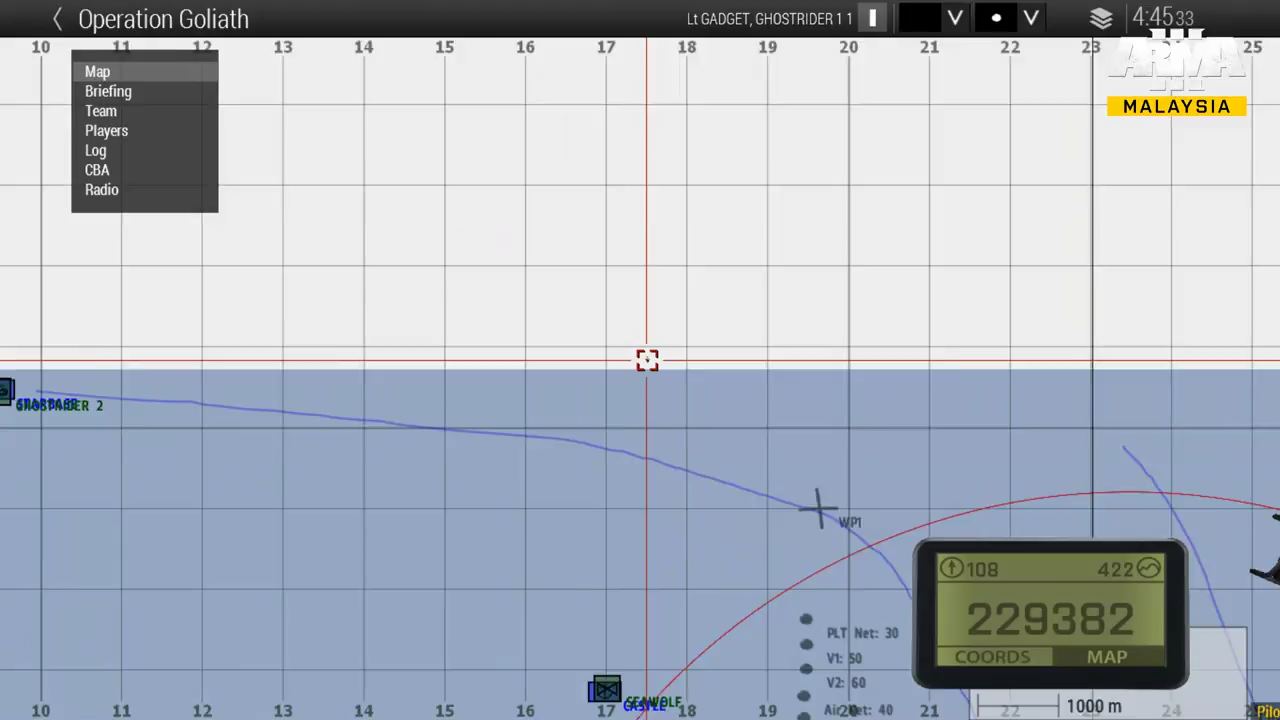 Operation Goliath
Lt GADGET, GHOSTRIDER 1 1
V
V
4:45 33
10 11 12 13 14 15 16 17 18 19 20 21 22 23 24 25
ARMA III
MALAYSIA
Map
Briefing
Team
Players
Log
CBA
Radio
GHOSTRIDER 2
WP1
108
422
229382
COORDS
MAP
PLT Net: 30
V1: 50
V2: 60
Air Net: 40
SEAWOLF
CASTLE
10 11 12 13 14 15 16 17 18 19 20 21 22 23 24
1000 m
Pilo